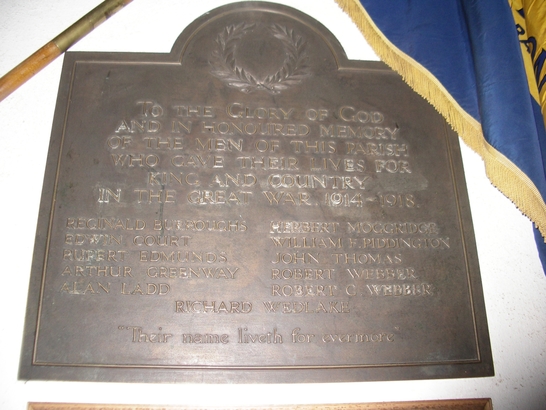 To the Glory of God
and in honoured memory
of the men of this parish
who gave their lives for
King and Country
in the Great War 1914-1918.
Reginald Burroughs Herbert Moggridge
Edwin Court William F. Piddington
Rupert Edmunds John Thomas
Arthur Greenway Robert Webber
Alan Ladd Robert C. Webber
Richard Wedlake
"Their name liveth for evermore"